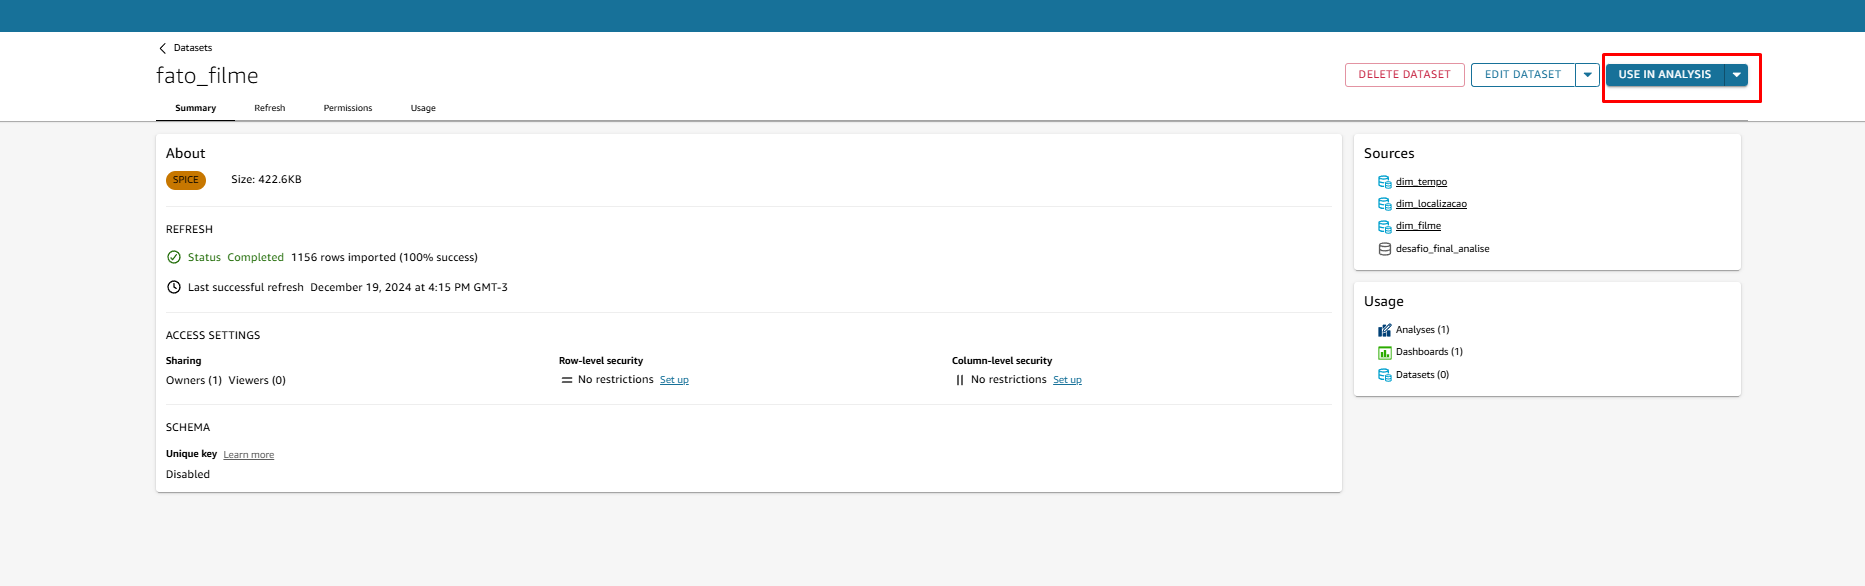 Datasets
fato_filme
DELETE DATASET
EDIT DATASET
USE IN ANALYSIS
Summary Refresh Permissions Usage
About
SPICE Size: 422.6KB
REFRESH
Status Completed 1156 rows imported (100% success)
Last successful refresh December 19, 2024 at 4:15 PM GMT-3
ACCESS SETTINGS
Sharing
Owners (1) Viewers (0)
Row-level security
No restrictions Set up
Column-level security
No restrictions Set up
SCHEMA
Unique key Learn more
Disabled
Sources
dim_tempo
dim_localizacao
dim_filme
desafio_final_analise
Usage
Analyses (1)
Dashboards (1)
Datasets (0)